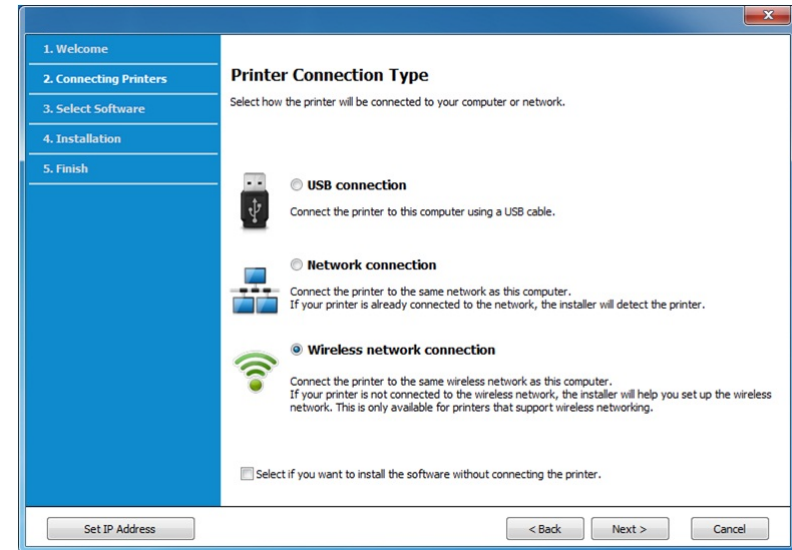 1. Welcome
2. Connecting Printers
3. Select Software
4. Installation
5. Finish
Printer Connection Type
Select how the printer will be connected to your computer or network.
USB connection
Connect the printer to this computer using a USB cable.
Network connection
Connect the printer to the same network as this computer.
If your printer is already connected to the network, the installer will detect the printer.
Wireless network connection
Connect the printer to the same wireless network as this computer.
If your printer is not connected to the wireless network, the installer will help you set up the wireless
network. This is only available for printers that support wireless networking.
Select if you want to install the software without connecting the printer.
Set IP Address
< Back
Next >
Cancel